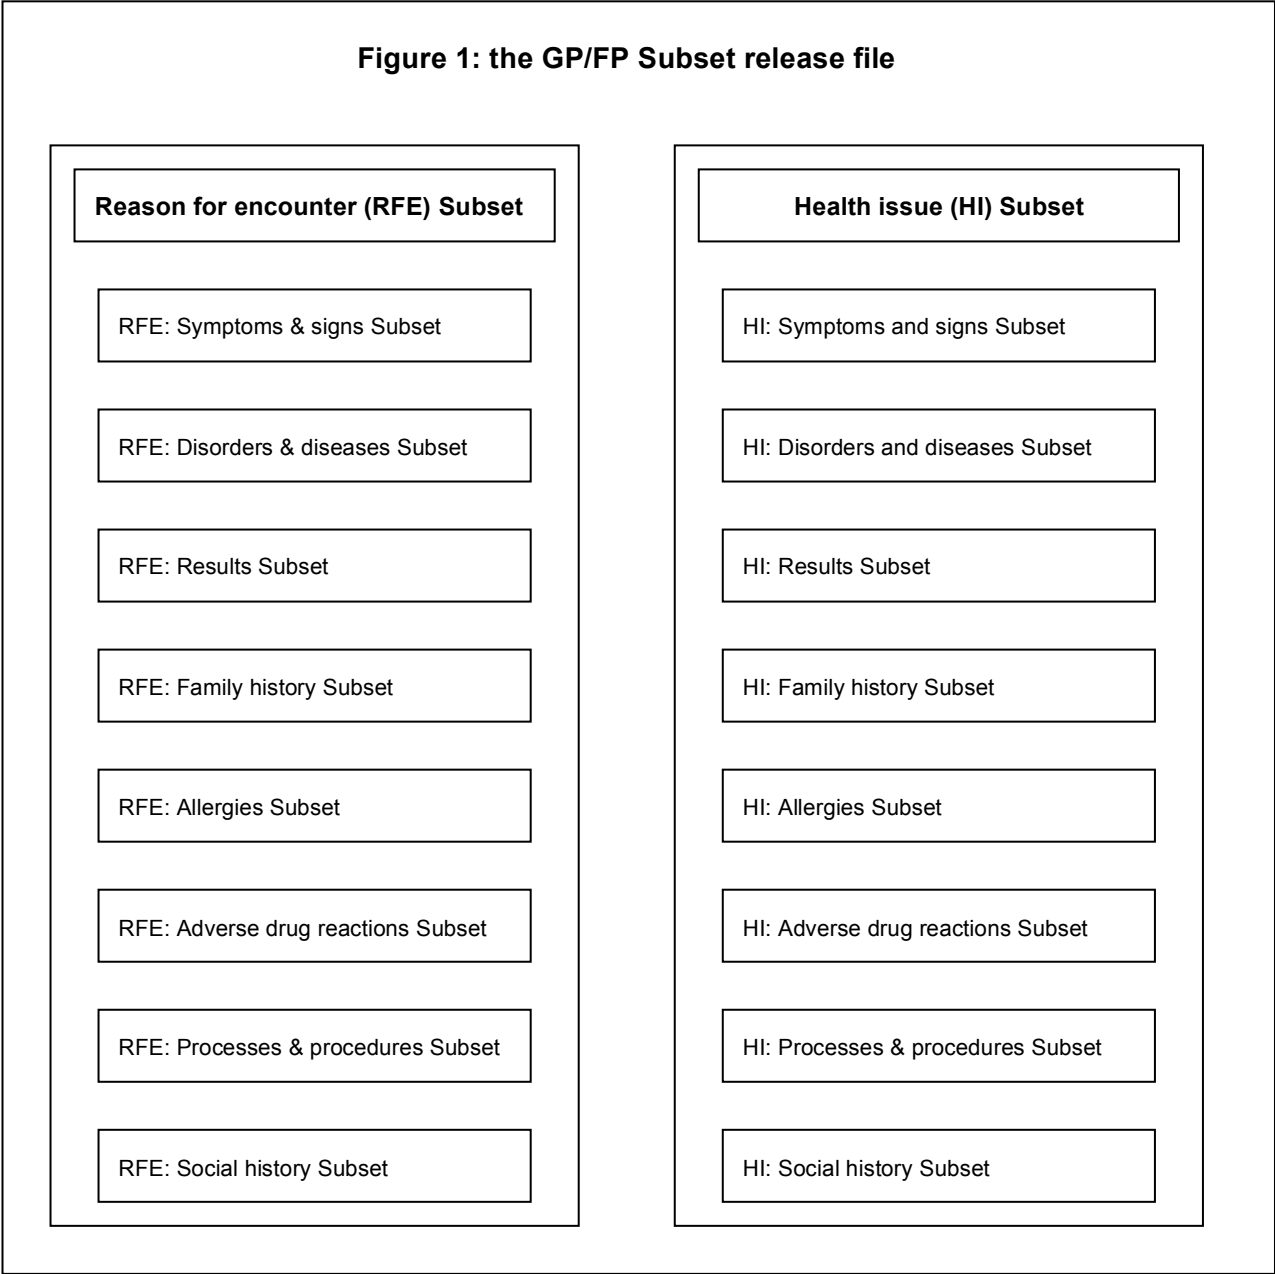 Figure 1: the GP/FP Subset release file
Reason for encounter (RFE) Subset
RFE: Symptoms & signs Subset
RFE: Disorders & diseases Subset
RFE: Results Subset
RFE: Family history Subset
RFE: Allergies Subset
RFE: Adverse drug reactions Subset
RFE: Processes & procedures Subset
RFE: Social history Subset
Health issue (HI) Subset
HI: Symptoms and signs Subset
HI: Disorders and diseases Subset
HI: Results Subset
HI: Family history Subset
HI: Allergies Subset
HI: Adverse drug reactions Subset
HI: Processes & procedures Subset
HI: Social history Subset